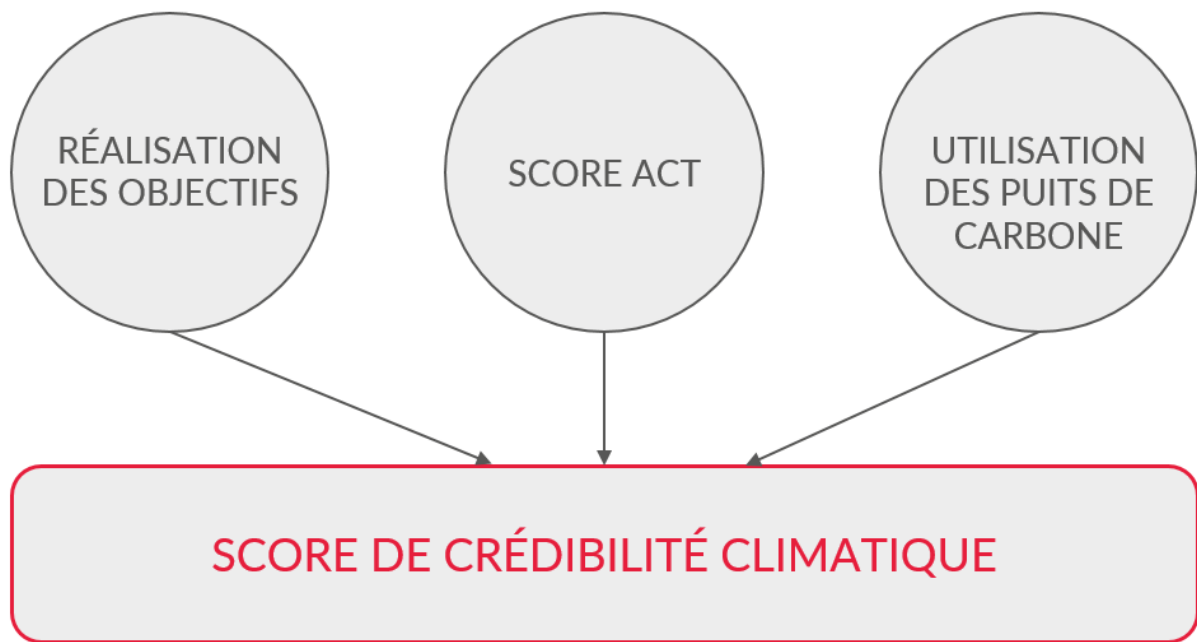 RÉALISATION
DES OBJECTIFS
SCORE ACT
UTILISATION
DES PUITS DE
CARBONE
SCORE DE CRÉDIBILITÉ CLIMATIQUE